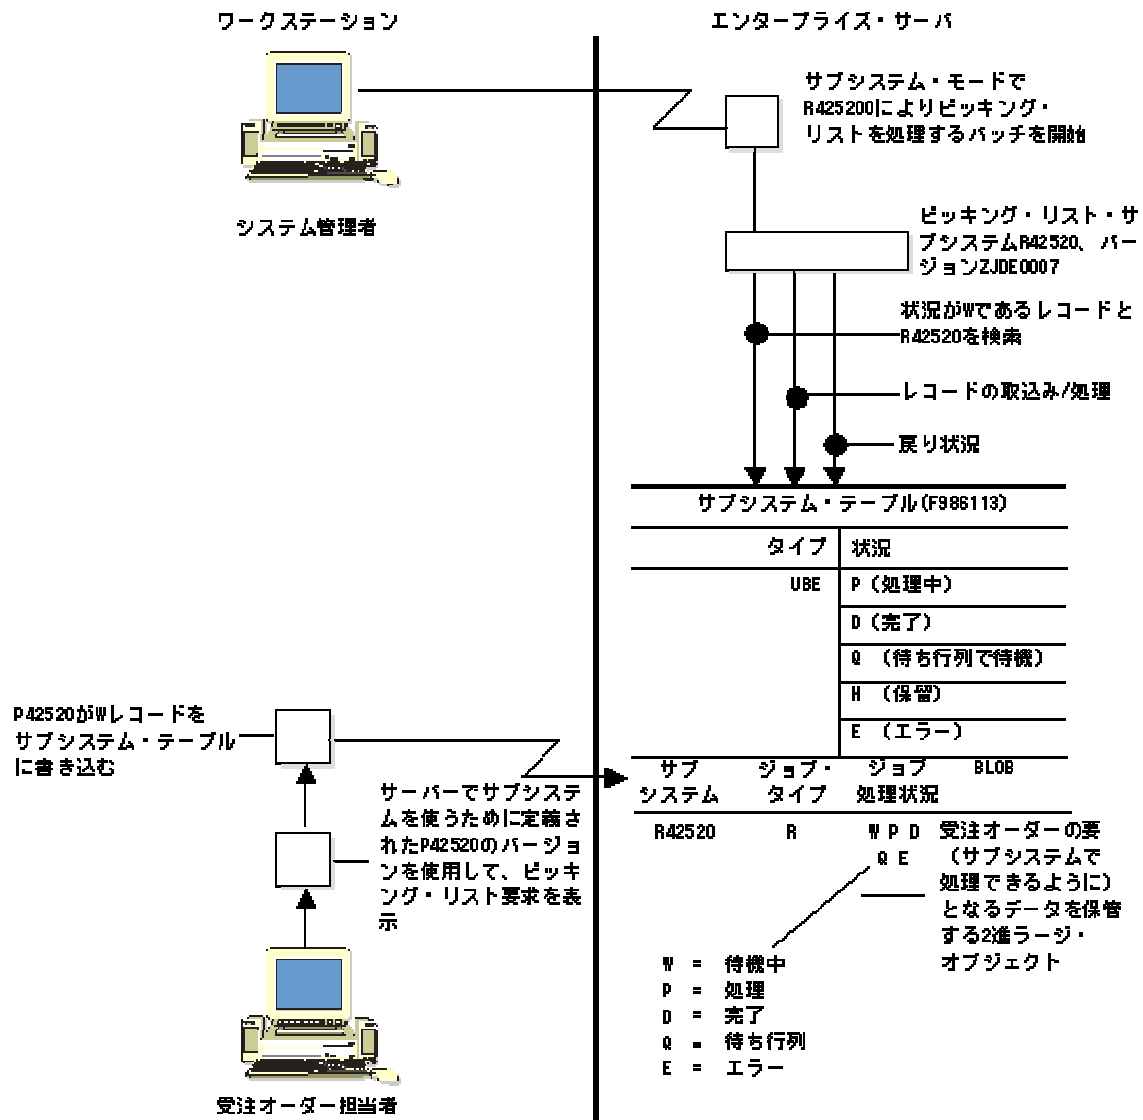 ワークステーション
エンタープライズ・サーバ
サブシステム・モードで
R425200によりピッキング・
リストを処理するバッチを開始
システム管理者
ピッキング・リスト・サ
ブシステムR42520、バー
ジョンZJDE0007
状況がWであるレコードと
R42520を検索
レコードの取込み/処理
戻り状況
サブシステム・テーブル(F986113)
タイプ 状況
UBE P (処理中)
D (完了)
Q (待ち行列で待機)
H (保留)
E (エラー)
P42520がWレコードを
サブシステム・テーブル
に書き込む
サーバーでサブシステ
ムを使うために定義さ
れたP42520のバージョ
ンを使用して、ピッキ
ング・リスト要求を表
示
サブ ジョブ・ ジョブ BLOB
システム タイプ 処理状況
R42520 R W P D
Q E
受注オーダーの要
(サブシステムで
処理できるように)
となるデータを保管
する2進ラージ・
オブジェクト
W = 待機中
P = 処理
D = 完了
Q = 待ち行列
E = エラー
受注オーダー担当者